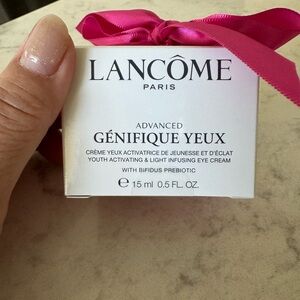 LANCÔME
PARIS
ADVANCED
GÉNIFIQUE YEUX
CRÈME YEUX ACTIVATRICE DE JEUNESSE ET D'ÉCLAT
YOUTH ACTIVATING & LIGHT INFUSING EYE CREAM
WITH BIFIDUS PREBIOTIC
℮ 15 ml 0.5 FL. OZ.